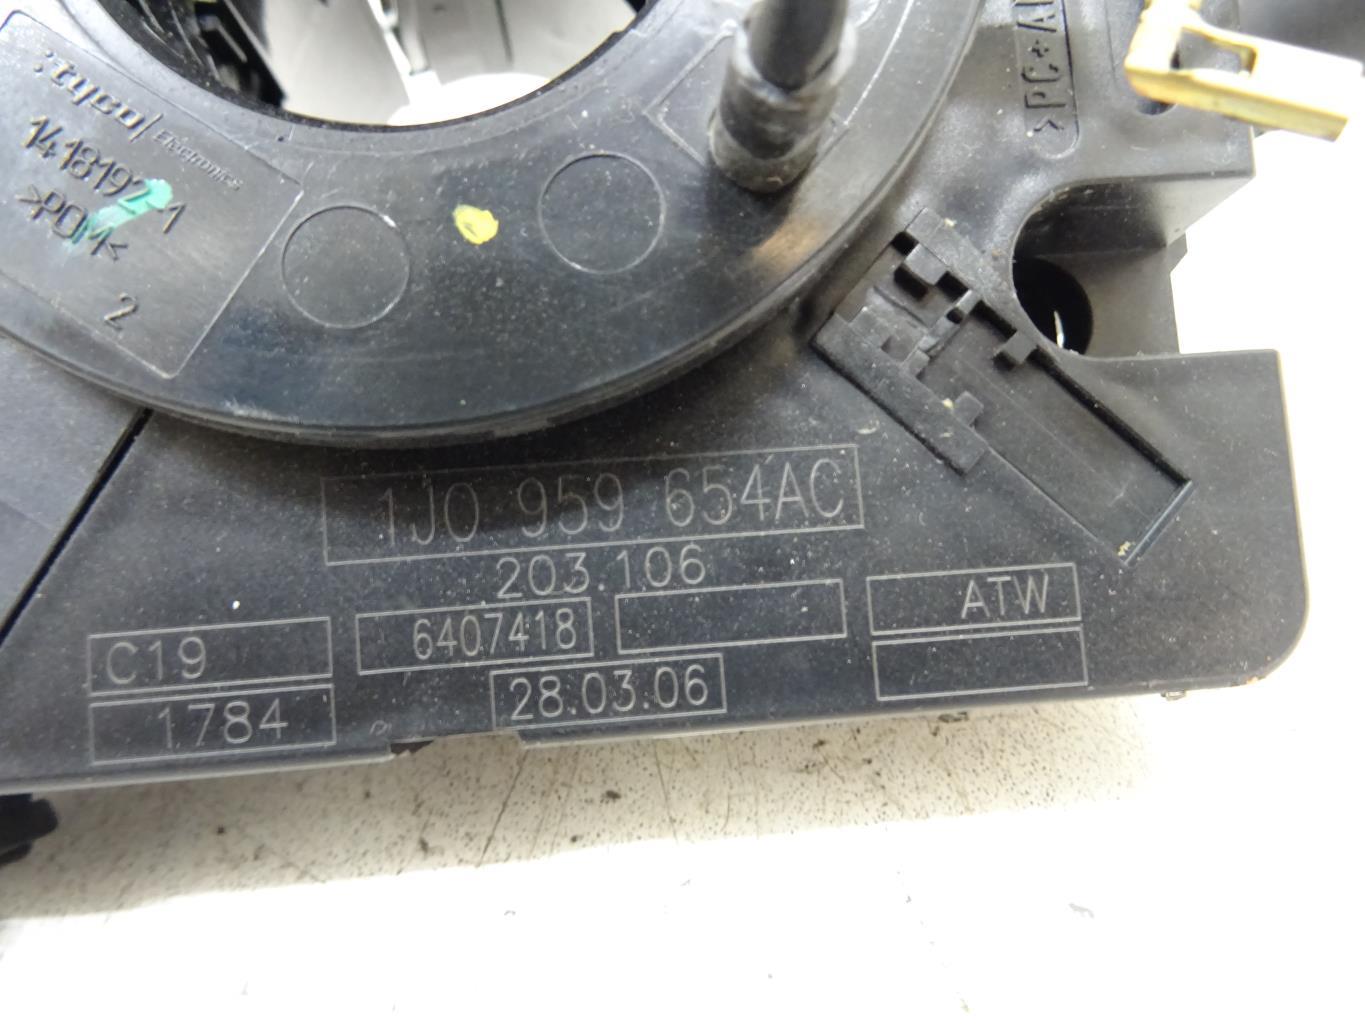 :tyco/Electronics
1418192-1
>POM<
2
>PC+
1J0 959 654AC
203.106
6407418
ATW
C19
28.03.06
1784